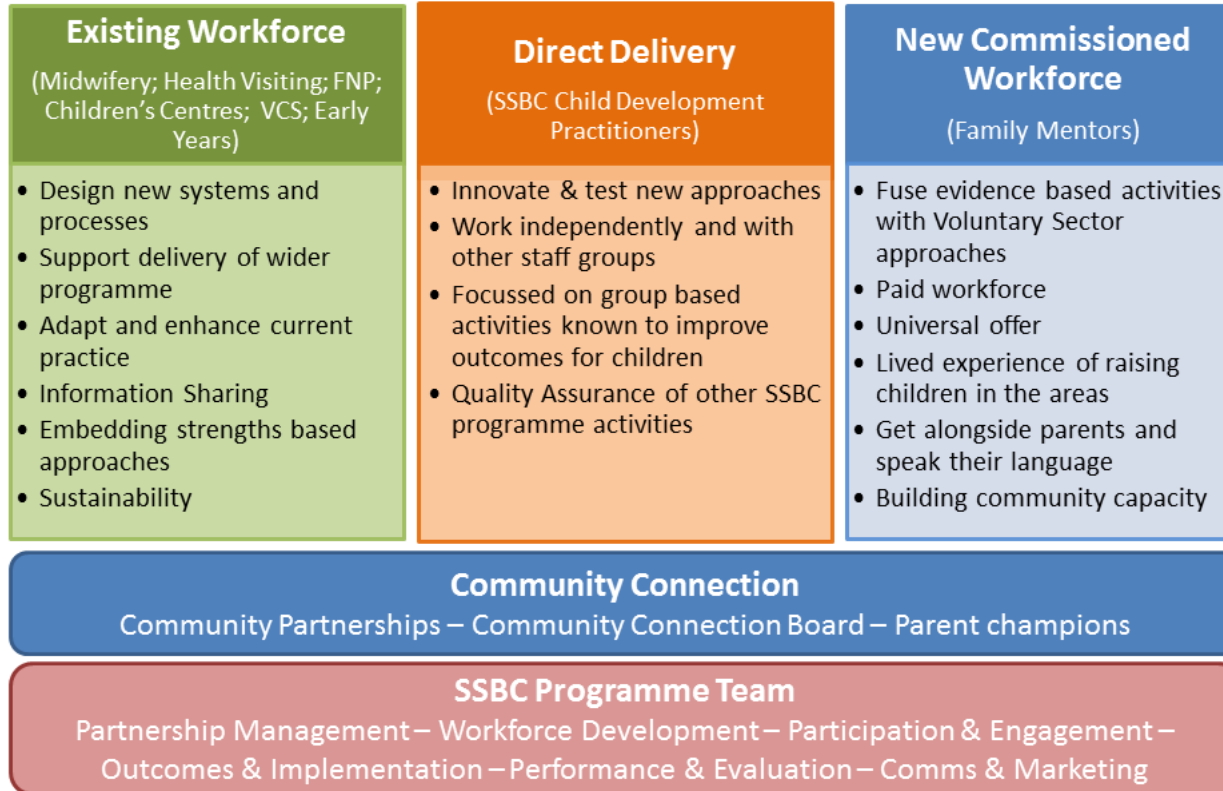 Existing Workforce
(Midwifery; Health Visiting; FNP;
Children's Centres;  VCS; Early
Years)
• Design new systems and
processes
• Support delivery of wider
programme
• Adapt and enhance current
practice
• Information Sharing
• Embedding strengths based
approaches
• Sustainability
Direct Delivery
(SSBC Child Development
Practitioners)
• Innovate & test new approaches
• Work independently and with
other staff groups
• Focussed on group based
activities known to improve
outcomes for children
• Quality Assurance of other SSBC
programme activities
New Commissioned
Workforce
(Family Mentors)
• Fuse evidence based activities
with Voluntary Sector
approaches
• Paid workforce
• Universal offer
• Lived experience of raising
children in the areas
• Get alongside parents and
speak their language
• Building community capacity
Community Connection
Community Partnerships – Community Connection Board – Parent champions
SSBC Programme Team
Partnership Management – Workforce Development – Participation & Engagement –
Outcomes & Implementation – Performance & Evaluation – Comms & Marketing